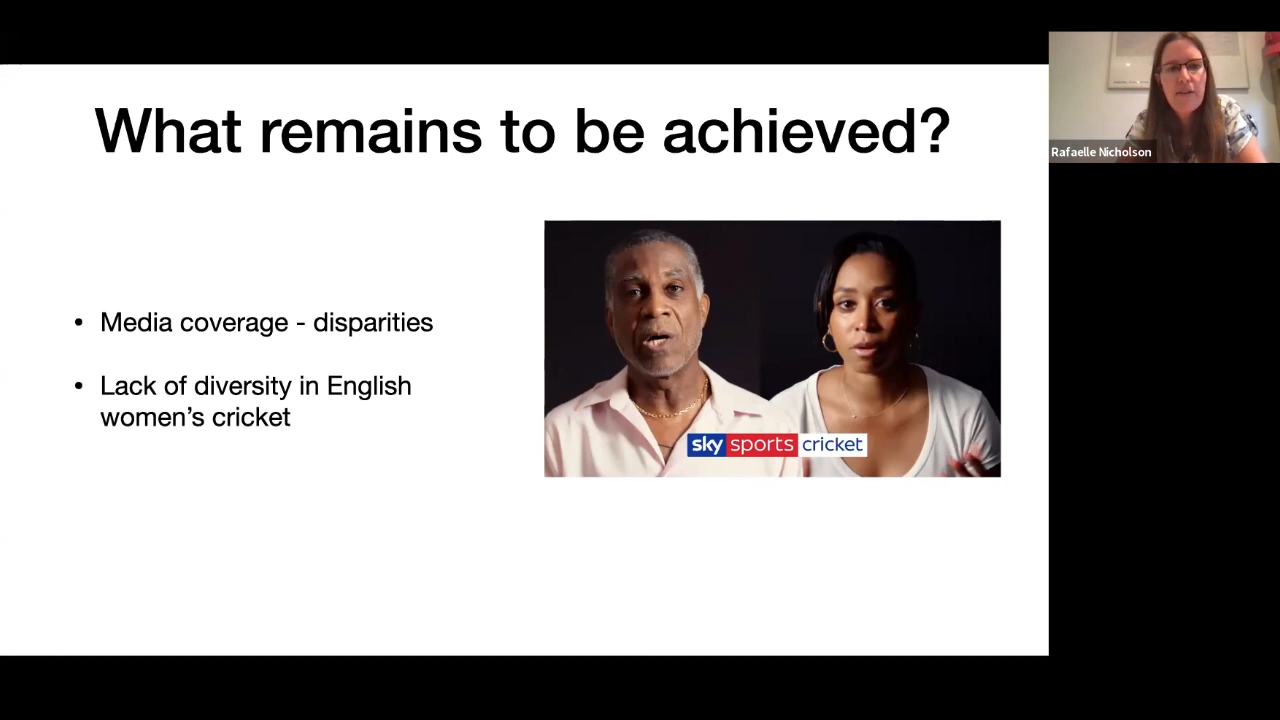 What remains to be achieved?
• Media coverage - disparities
• Lack of diversity in English
women’s cricket
sky sports cricket
Rafaelle Nicholson